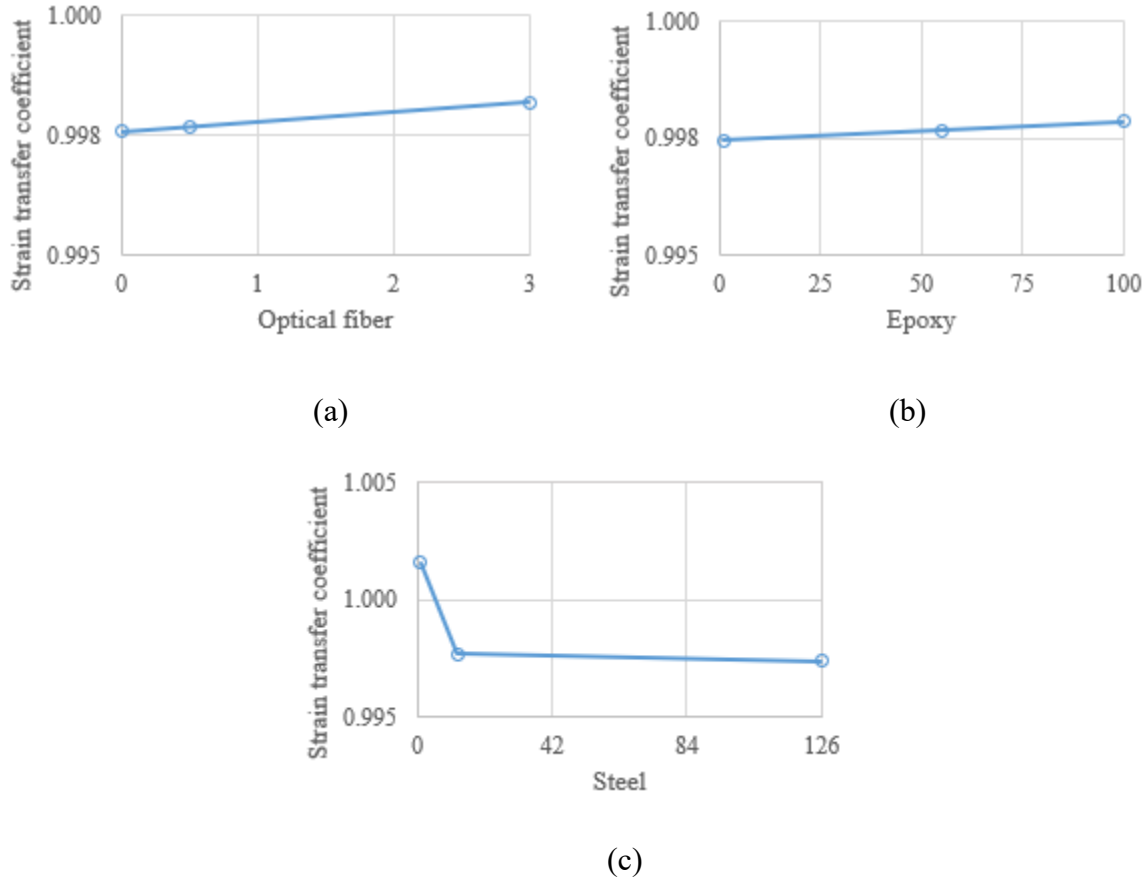 Strain transfer coefficient
1.000
0.998
0.995
0 1 2 3
Optical fiber
(a)
Strain transfer coefficient
1.000
0.998
0.995
0 25 50 75 100
Epoxy
(b)
Strain transfer coefficient
1.005
1.000
0.995
0 42 84 126
Steel
(c)